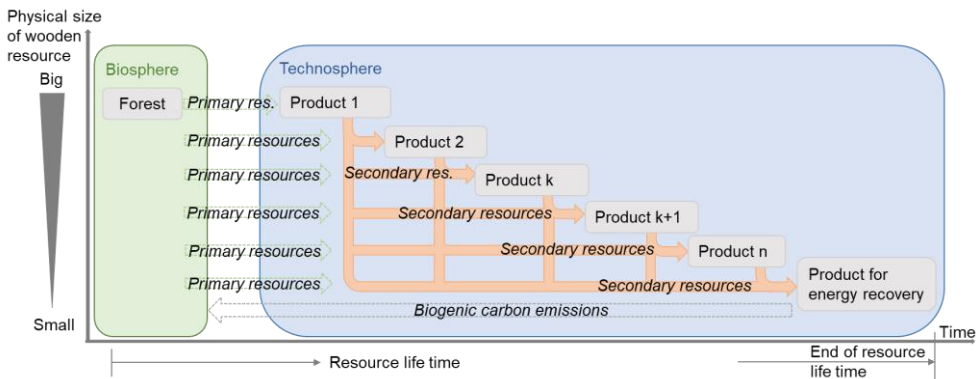 Physical size
of wooden
resource
Big
Small
Biosphere
Technosphere
Forest
Primary res.
Product 1
Primary resources
Product 2
Primary resources
Secondary res.
Product k
Primary resources
Secondary resources
Product k+1
Primary resources
Secondary resources
Product n
Primary resources
Secondary resources
Product for
energy recovery
Biogenic carbon emissions
Time
Resource life time
End of resource
life time